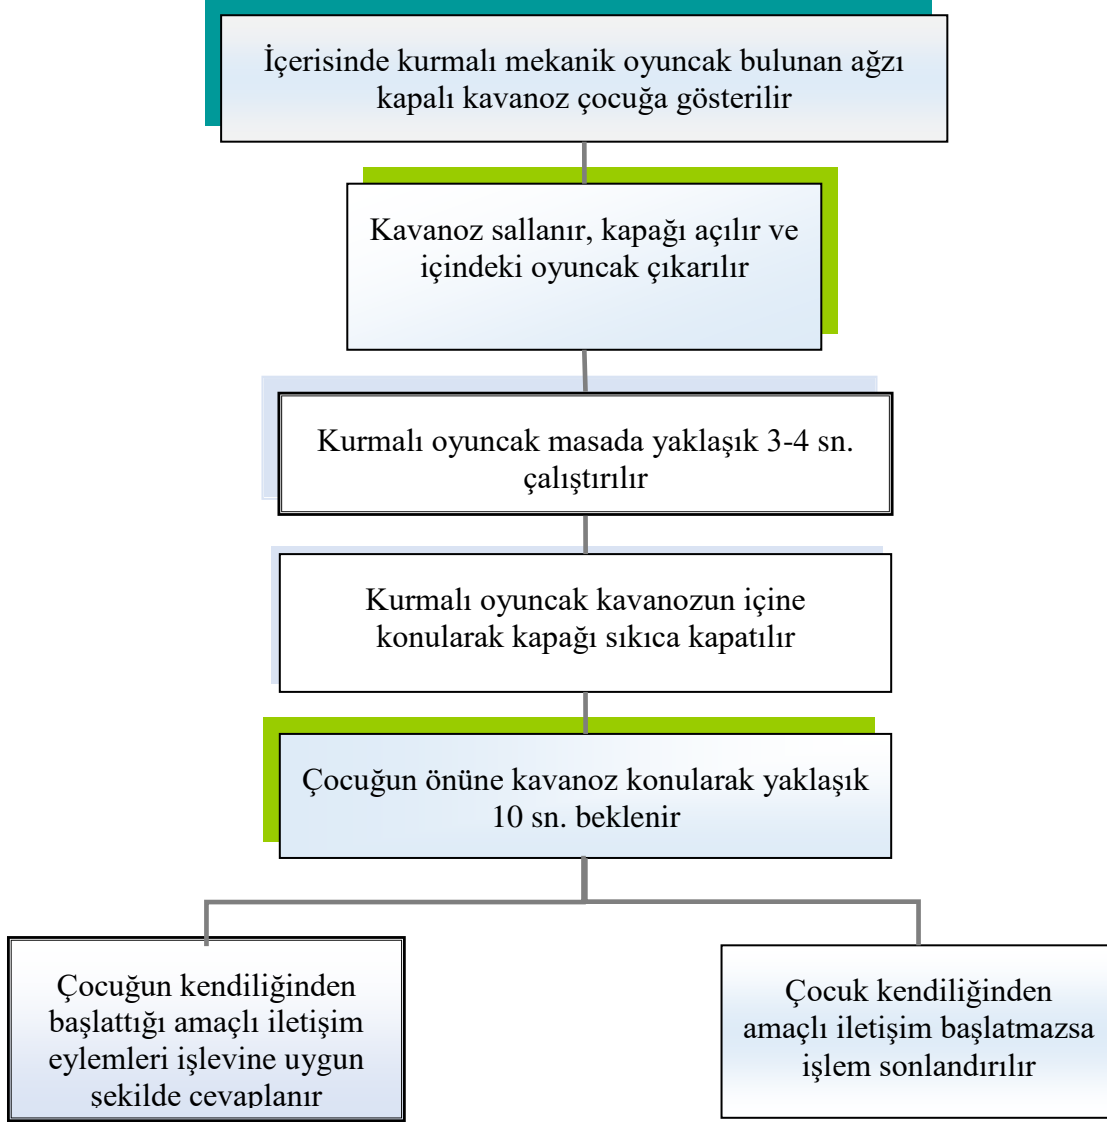 İçerisinde kurmalı mekanik oyuncak bulunan ağzı
kapalı kavanoz çocuğa gösterilir
Kavanoz sallanır, kapağı açılır ve
içindeki oyuncak çıkarılır
Kurmalı oyuncak masada yaklaşık 3-4 sn.
çalıştırılır
Kurmalı oyuncak kavanozun içine
konularak kapağı sıkıca kapatılır
Çocuğun önüne kavanoz konularak yaklaşık
10 sn. beklenir
Çocuğun kendiliğinden
başlattığı amaçlı iletişim
eylemleri işlevine uygun
şekilde cevaplanır
Çocuk kendiliğinden
amaçlı iletişim başlatmazsa
işlem sonlandırılır